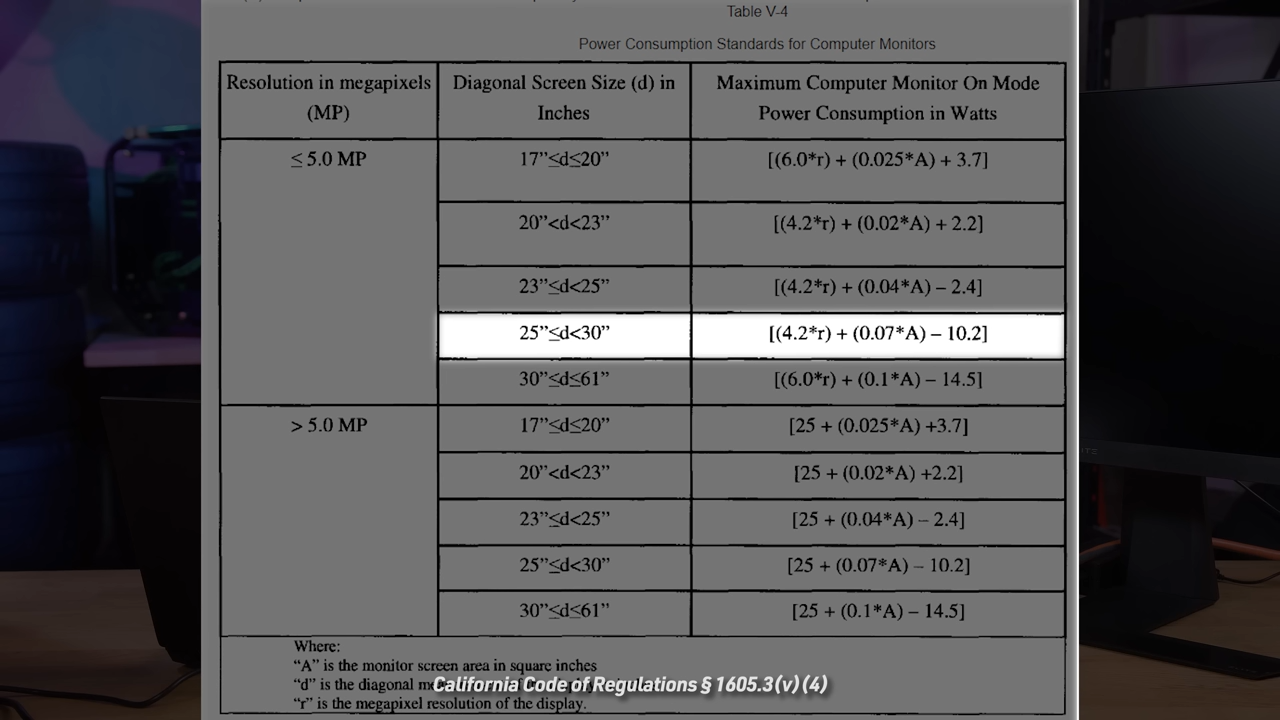 Table V-4
Power Consumption Standards for Computer Monitors
Resolution in megapixels (MP)
Diagonal Screen Size (d) in Inches
Maximum Computer Monitor On Mode Power Consumption in Watts
≤ 5.0 MP
17”≤d≤20”
[(6.0*r) + (0.025*A) + 3.7]
20”<d<23”
[(4.2*r) + (0.02*A) + 2.2]
23”≤d<25”
[(4.2*r) + (0.04*A) – 2.4]
25”≤d<30”
[(4.2*r) + (0.07*A) – 10.2]
30”≤d≤61”
[(6.0*r) + (0.1*A) – 14.5]
> 5.0 MP
17”≤d≤20”
[25 + (0.025*A) +3.7]
20”<d<23”
[25 + (0.02*A) +2.2]
23”≤d<25”
[25 + (0.04*A) – 2.4]
25”≤d<30”
[25 + (0.07*A) – 10.2]
30”≤d≤61”
[25 + (0.1*A) – 14.5]
Where:
“A” is the monitor screen area in square inches
“d” is the diagonal
“r” is the megapixel resolution of the display.
California Code of Regulations § 1605.3(v)(4)